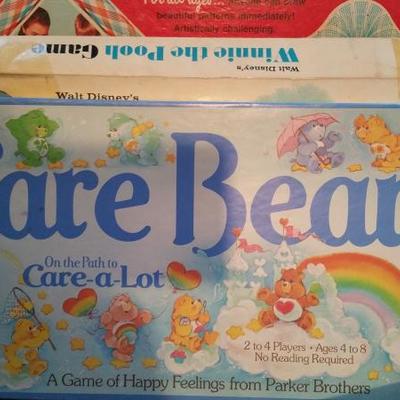 beautiful patterns immediately!
Artistically challenging.
Walt Disney's
Winnie the Pooh Game
Walt Disney's
are Bear
On the Path to
Care-a-Lot
2 to 4 Players • Ages 4 to 8
No Reading Required
A Game of Happy Feelings from Parker Brothers